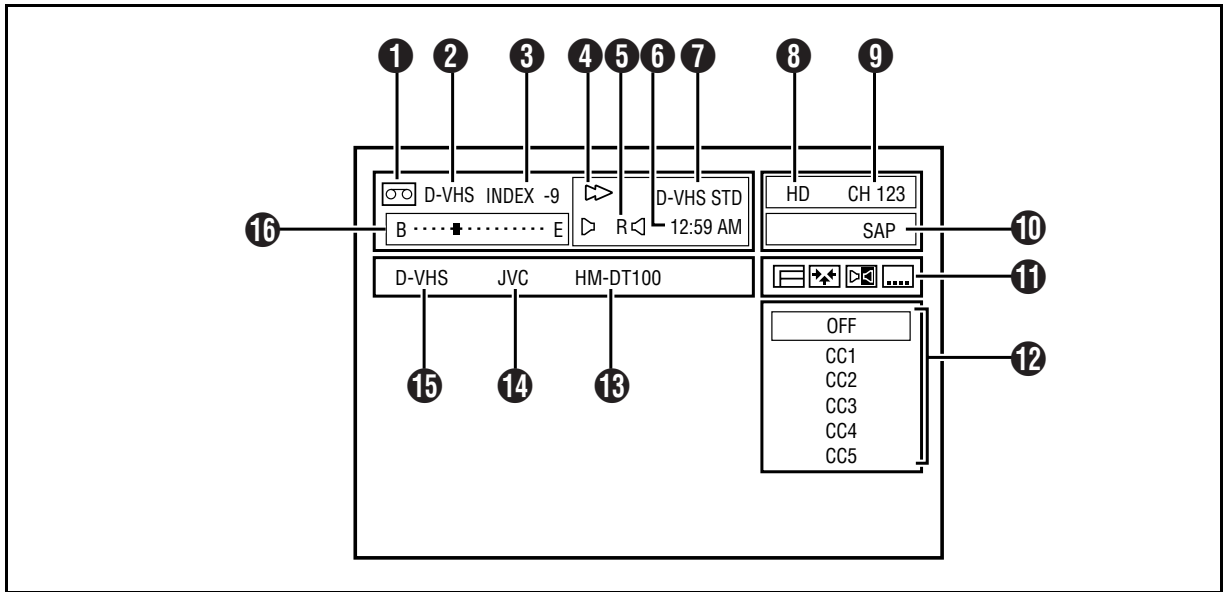 1 2 3 4 5 6 7 8 9
D-VHS INDEX -9 D-VHS STD HD CH 123
B E R 12:59 AM SAP
16 10
D-VHS JVC HM-DT100
11
OFF
CC1
CC2
CC3
CC4
CC5
12
15 14 13